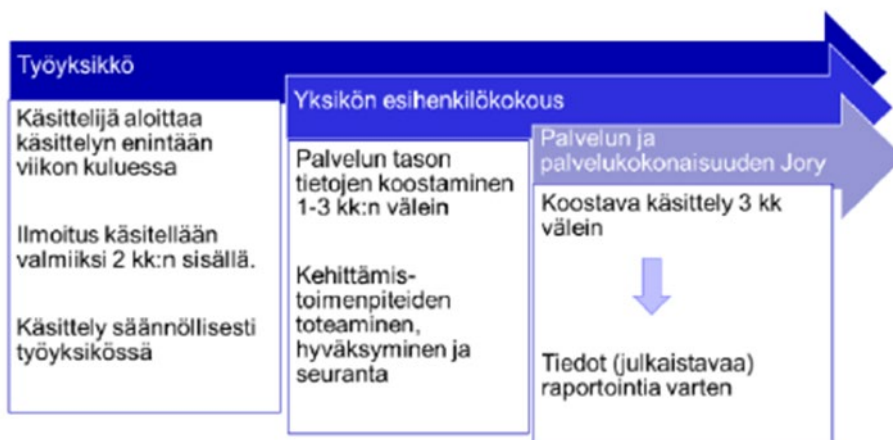 Työyksikkö
Käsittelijä aloittaa
käsittelyn enintään
viikon kuluessa
Ilmoitus käsitellään
valmiiksi 2 kk:n sisällä.
Käsittely säännöllisesti
työyksikössä
Yksikön esihenkilökokous
Palvelun tason
tietojen koostaminen
1-3 kk:n välein
Kehittämis-
toimenpiteiden
toteaminen,
hyväksyminen ja
seuranta
Palvelun ja
palvelukokonaisuuden Jory
Koostava käsittely 3 kk
välein
Tiedot (julkaistavaa)
raportointia varten